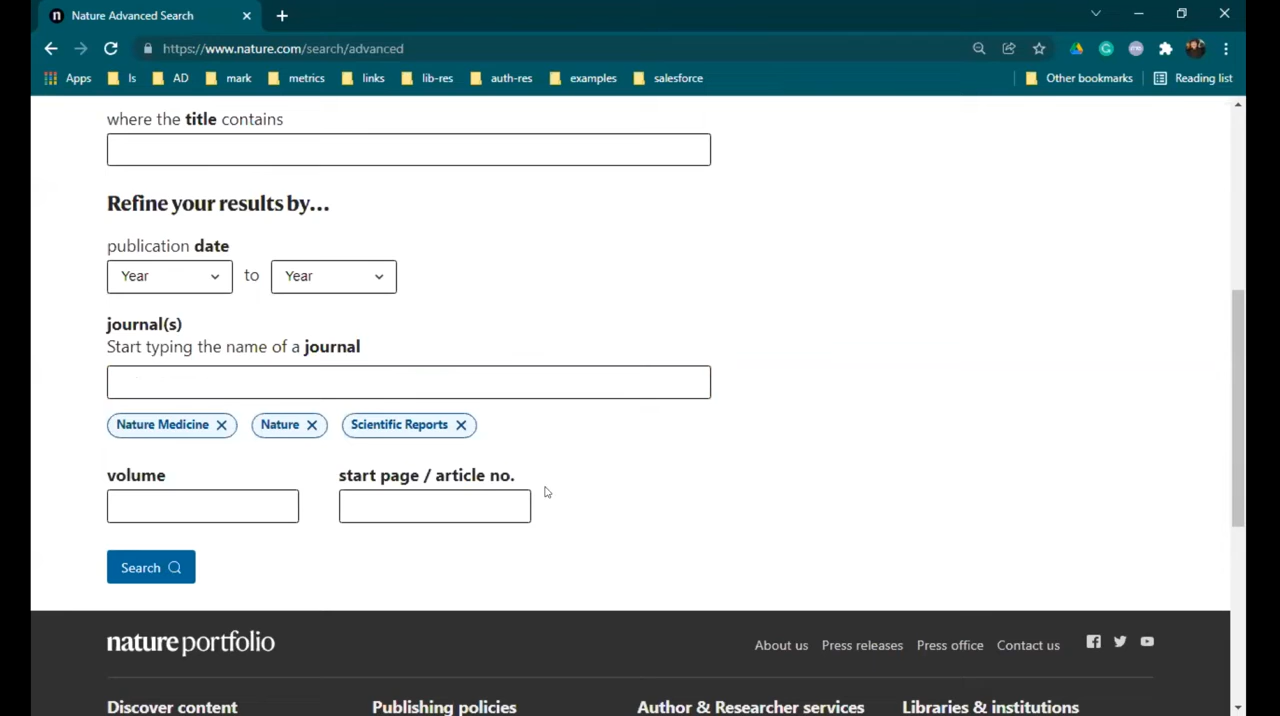 Nature Advanced Search
https://www.nature.com/search/advanced
Apps ls AD mark metrics links lib-res auth-res examples salesforce Other bookmarks Reading list
where the title contains
Refine your results by...
publication date
Year to Year
journal(s)
Start typing the name of a journal
Nature Medicine Nature Scientific Reports
volume start page / article no.
Search
nature portfolio About us Press releases Press office Contact us
Discover content Publishing policies Author & Researcher services Libraries & institutions